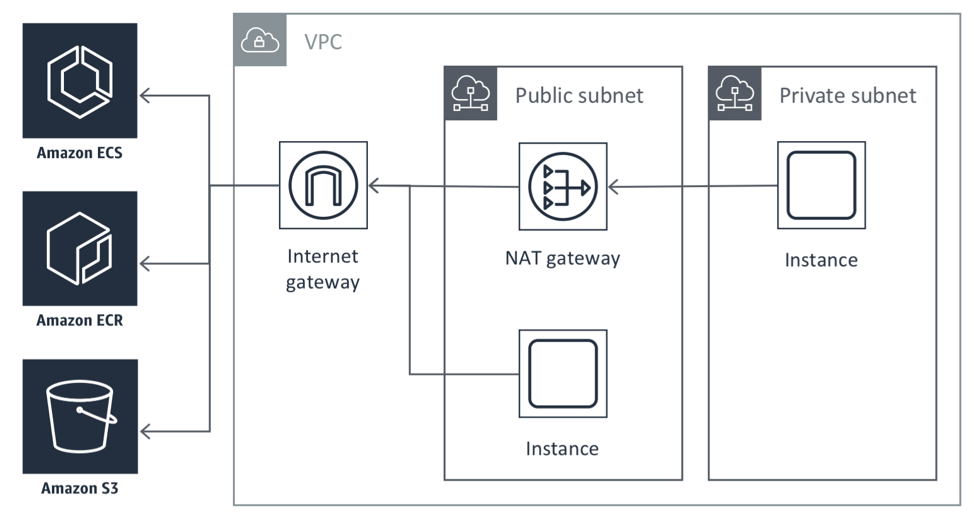 VPC
Public subnet
Private subnet
Amazon ECS
Internet
gateway
NAT gateway
Instance
Amazon ECR
Instance
Amazon S3